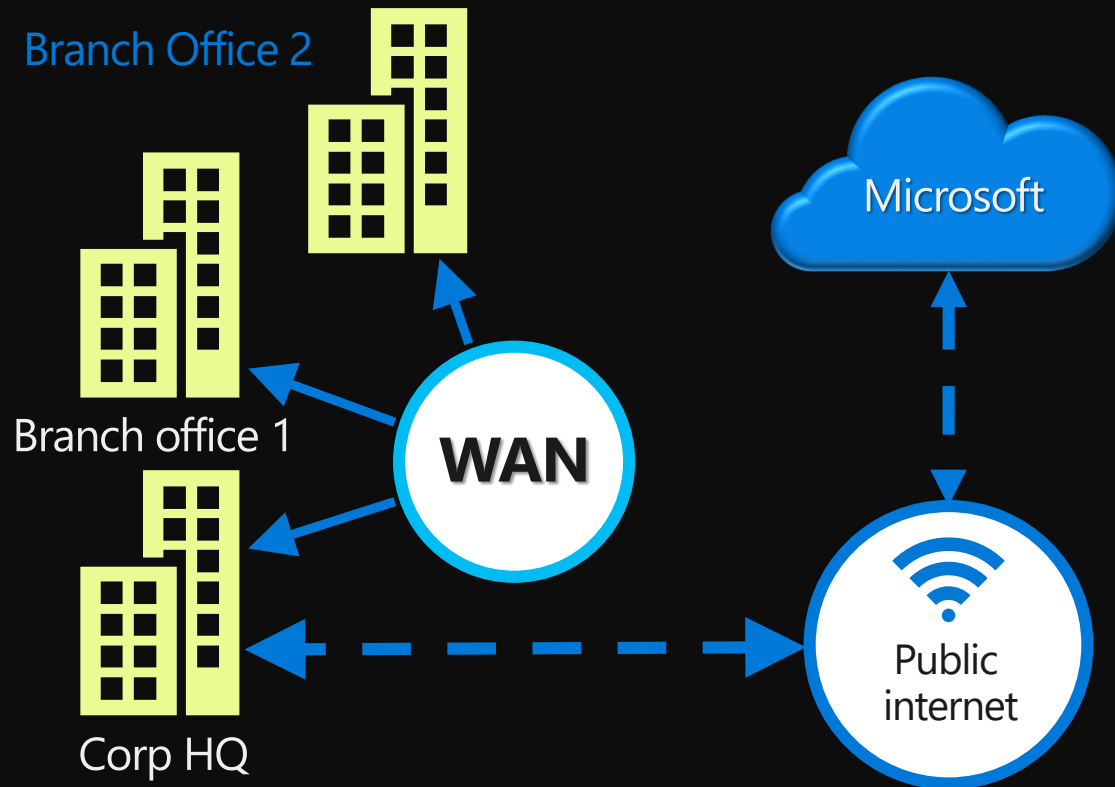 Branch Office 2
Microsoft
Branch office 1
WAN
Public
internet
Corp HQ